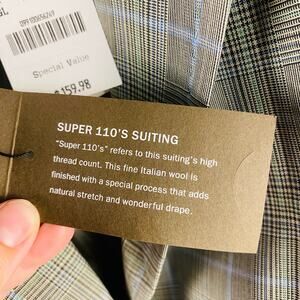 09100656249
Special Value
$159.98
SUPER 110'S SUITING
"Super 110's" refers to this suiting's high
thread count. This fine Italian wool is
finished with a special process that adds
natural stretch and wonderful drape.